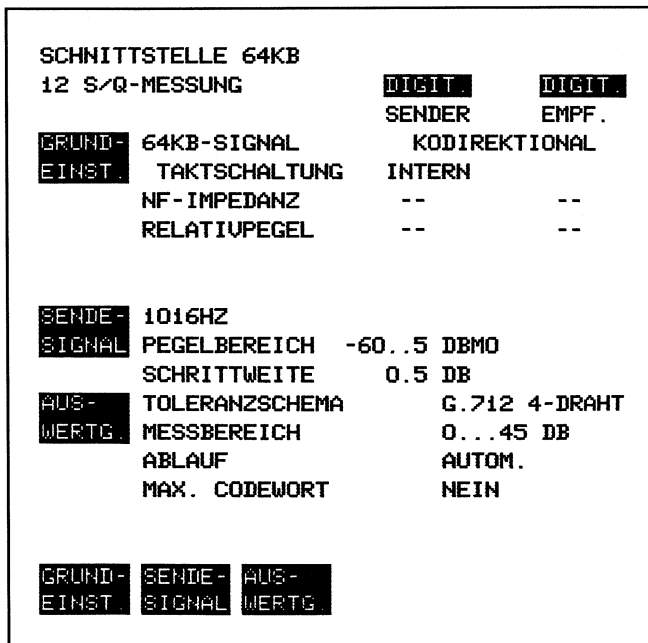 SCHNITTSTELLE 64KB
12 S/Q-MESSUNG DIGIT. DIGIT.
SENDER EMPF.
GRUND- 64KB-SIGNAL KODIREKTIONAL
EINST. TAKTSCHALTUNG INTERN
NF-IMPEDANZ -- --
RELATIVPEGEL -- --
SENDE- 1016HZ
SIGNAL PEGELBEREICH -60..5 DBM0
SCHRITTWEITE 0.5 DB
AUS- TOLERANZSCHEMA G.712 4-DRAHT
WERTG. MESSBEREICH 0...45 DB
ABLAUF AUTOM.
MAX. CODEWORT NEIN
GRUND- SENDE- AUS-
EINST. SIGNAL WERTG.